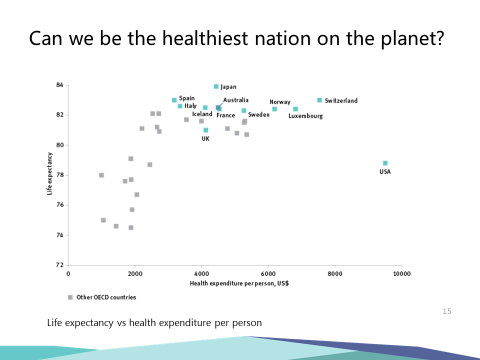 Can we be the healthiest nation on the planet?
84
82
80
78
76
74
72
Life expectancy
Japan
Spain
Australia
Italy
Norway
Switzerland
Iceland
France
Sweden
Luxembourg
UK
USA
0
2000
4000
6000
8000
10000
Health expenditure per person, US$
Other OECD countries
15
Life expectancy vs health expenditure per person